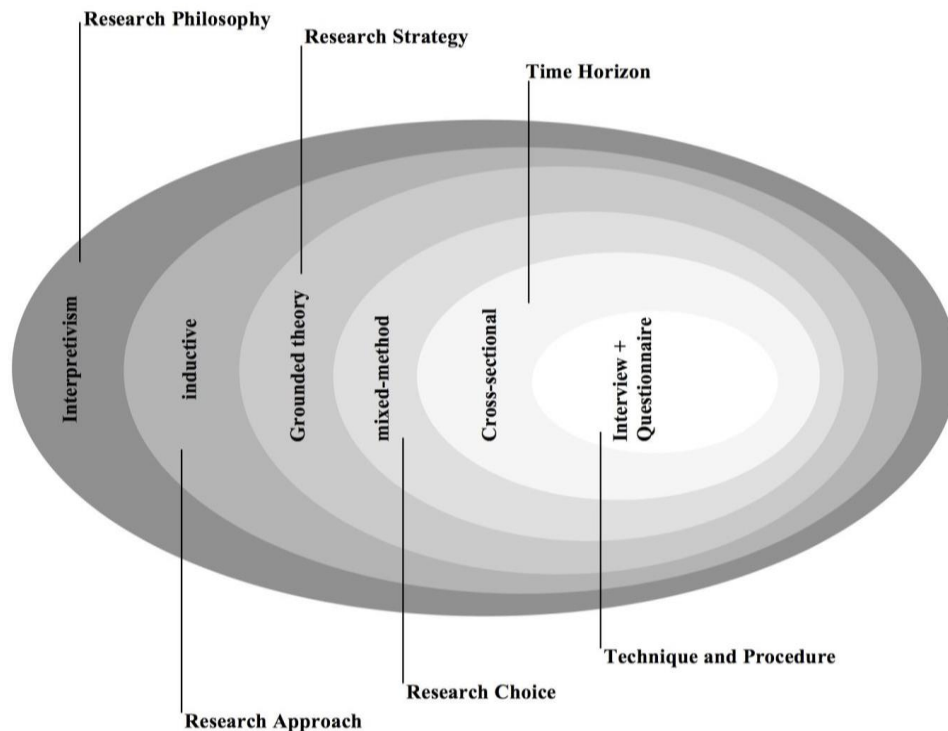 Research Philosophy
Research Strategy
Time Horizon
Interpretivism
inductive
Grounded theory
mixed-method
Cross-sectional
Interview +
Questionnaire
Technique and Procedure
Research Choice
Research Approach